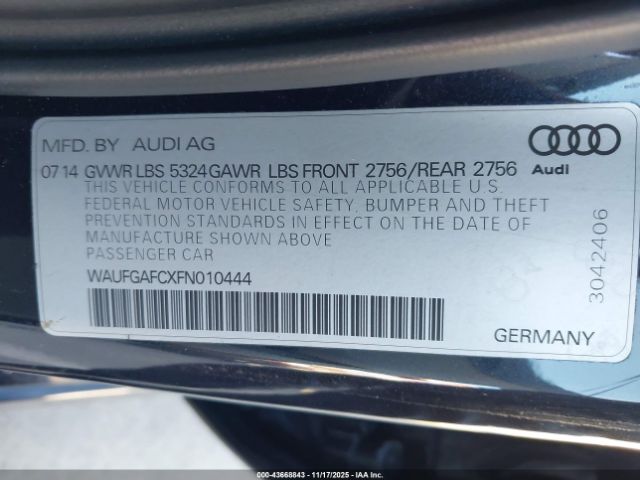 MFD. BY AUDI AG
07 14 GVWR LBS 5324 GAWR LBS FRONT 2756/REAR 2756
Audi
THIS VEHICLE CONFORMS TO ALL APPLICABLE U.S.
FEDERAL MOTOR VEHICLE SAFETY, BUMPER AND THEFT
PREVENTION STANDARDS IN EFFECT ON THE DATE OF
MANUFACTURE SHOWN ABOVE
PASSENGER CAR
WAUFGAFCXFN010444
3042406
GERMANY
000-43668843 - 11/17/2025 - IAA Inc.